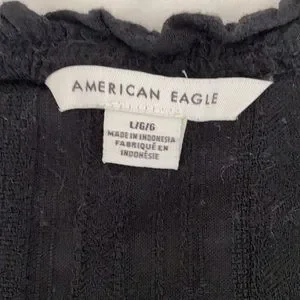 AMERICAN EAGLE
L/G/G
MADE IN INDONESIA
FABRIQUÉ EN
INDONÉSIE